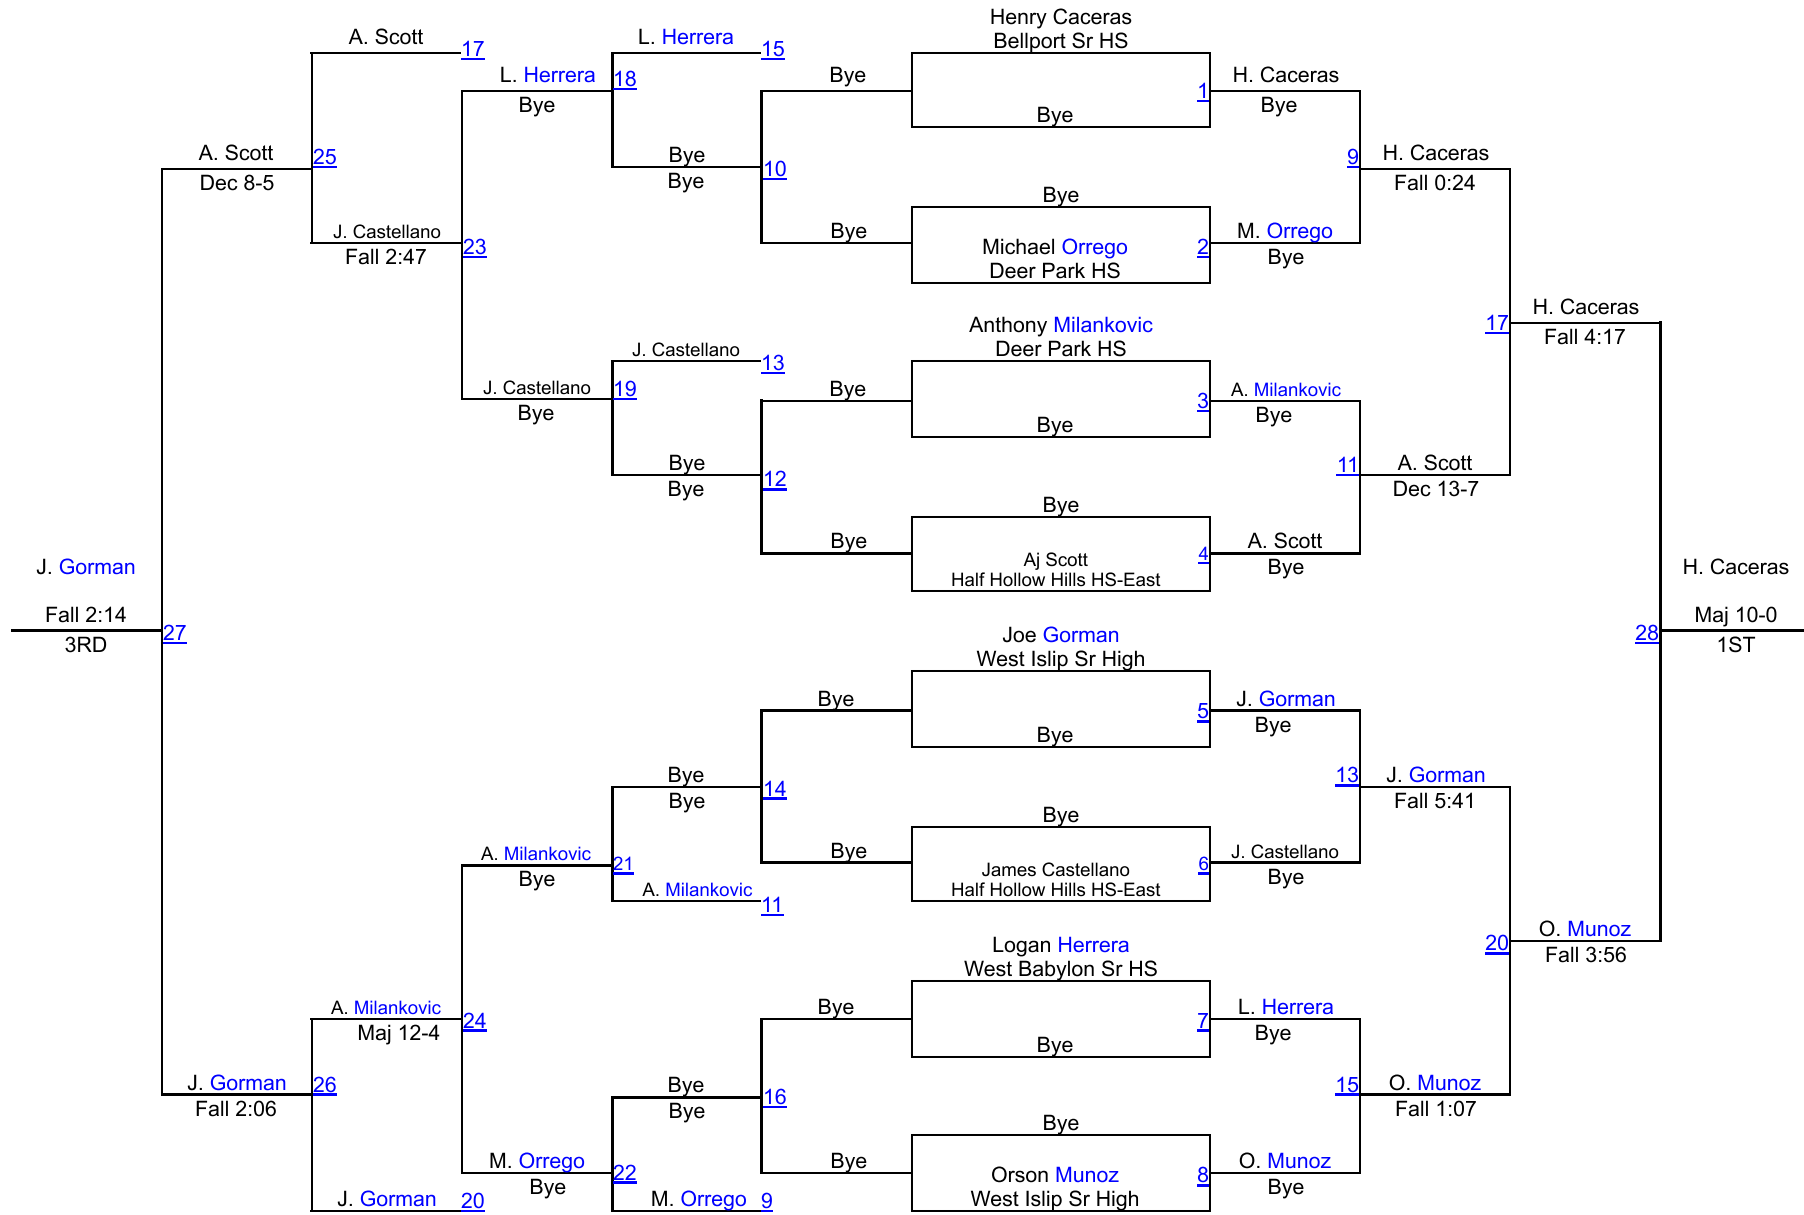 Henry Caceras
Bellport Sr HS
A. Scott
17
L. Herrera
15
L. Herrera
18
Bye
Bye
H. Caceras
1
Bye
Bye
Bye
A. Scott
25
Dec 8-5
Bye
10
Bye
9
H. Caceras
Fall 0:24
Bye
J. Castellano
23
Fall 2:47
Bye
Michael Orrego
2
Deer Park HS
M. Orrego
Bye
Anthony Milankovic
Deer Park HS
H. Caceras
17
Fall 4:17
J. Castellano
13
J. Castellano
19
Bye
Bye
Bye
3
A. Milankovic
Bye
Bye
12
Bye
11
A. Scott
Dec 13-7
Bye
Bye
Aj Scott
4
Half Hollow Hills HS-East
A. Scott
Bye
J. Gorman
Fall 2:14
27
3RD
H. Caceras
Maj 10-0
28
1ST
Joe Gorman
West Islip Sr High
Bye
5
Bye
J. Gorman
Bye
Bye
14
Bye
13
J. Gorman
Fall 5:41
Bye
Bye
James Castellano
6
Half Hollow Hills HS-East
J. Castellano
Bye
A. Milankovic
21
Bye
A. Milankovic
11
Logan Herrera
West Babylon Sr HS
20
O. Munoz
Fall 3:56
A. Milankovic
24
Maj 12-4
Bye
7
Bye
L. Herrera
Bye
J. Gorman
26
Fall 2:06
Bye
16
Bye
15
O. Munoz
Fall 1:07
Bye
M. Orrego
22
Bye
Bye
Orson Munoz
8
West Islip Sr High
O. Munoz
Bye
J. Gorman
20
M. Orrego
9